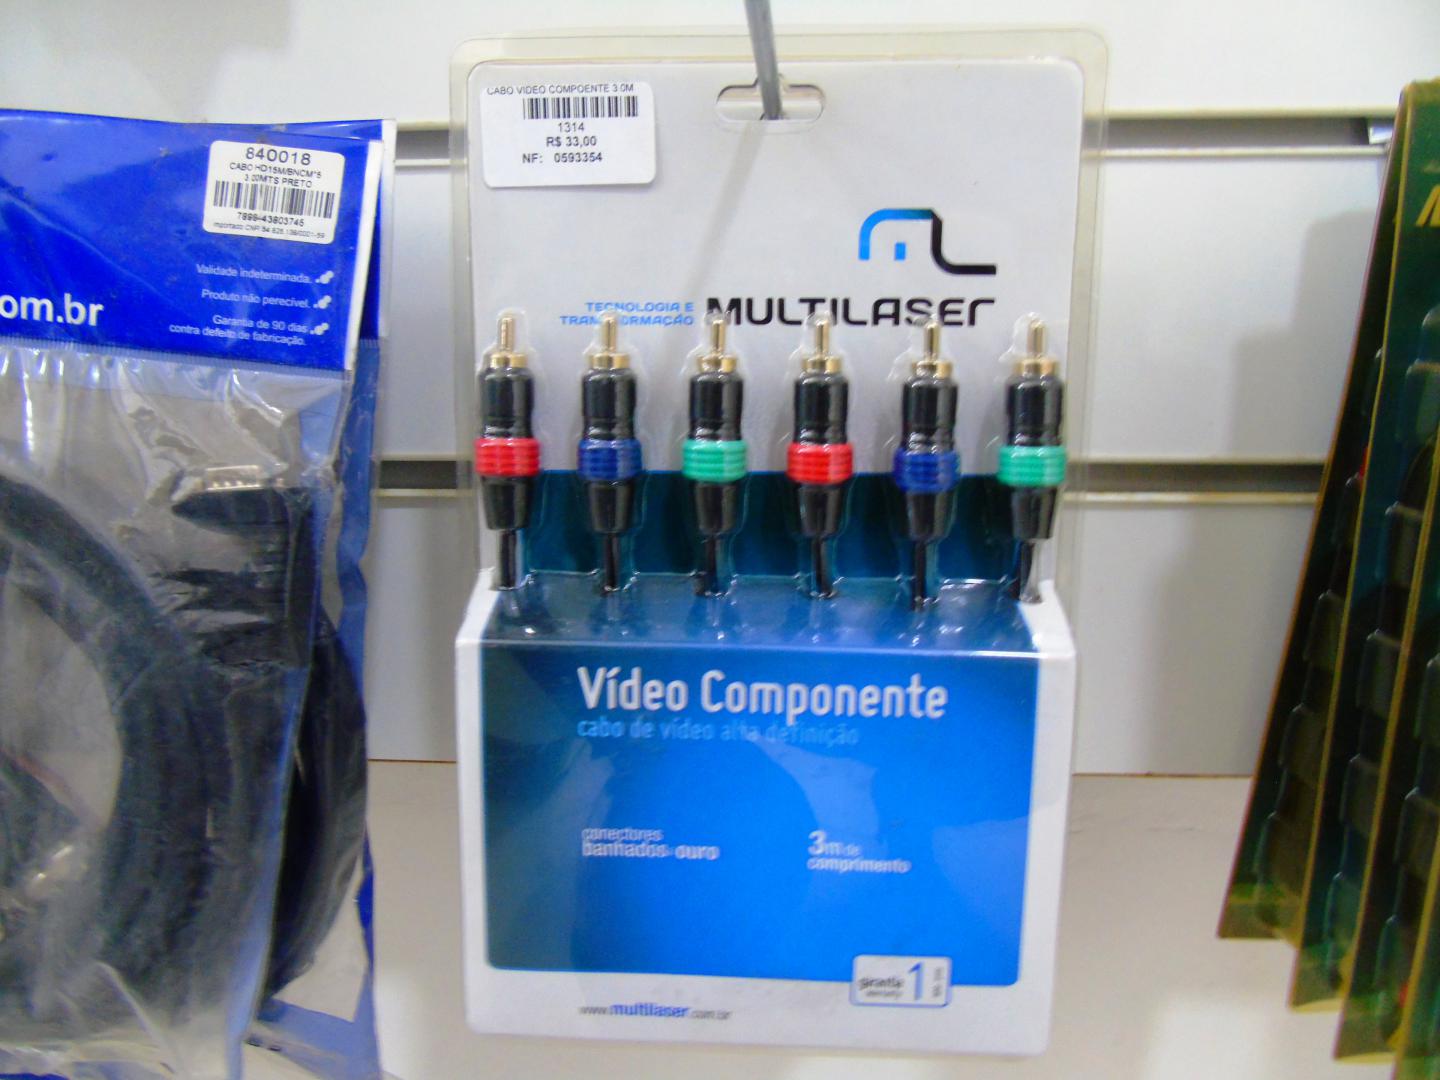 840018
CABO HD15M/BNCM*5
3.00MTS PRETO
Validade indeterminada.
Produto não perecível.
Garantia de 90 dias
contra defeito de fabricação.
om.br
CABO VIDEO COMPOENTE 3.0M
1314
R$ 33,00
NF: 0593354
TECNOLOGIA E
TRANSFORMAÇÃO
MULTILASER
Vídeo Componente
cabo de vídeo alta definição
conectores
banhados ouro
3m de
comprimento
garantia
1
www.multilaser.com.br